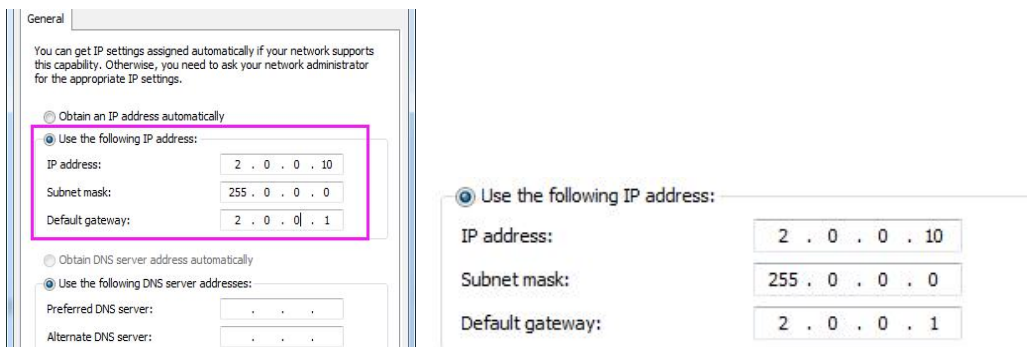 General
You can get IP settings assigned automatically if your network supports
this capability. Otherwise, you need to ask your network administrator
for the appropriate IP settings.
Obtain an IP address automatically
Use the following IP address:
IP address: 2 . 0 . 0 . 10
Subnet mask: 255 . 0 . 0 . 0
Default gateway: 2 . 0 . 0 . 1
Obtain DNS server address automatically
Use the following DNS server addresses:
Preferred DNS server: . . .
Alternate DNS server: . . .
Use the following IP address:
IP address: 2 . 0 . 0 . 10
Subnet mask: 255 . 0 . 0 . 0
Default gateway: 2 . 0 . 0 . 1